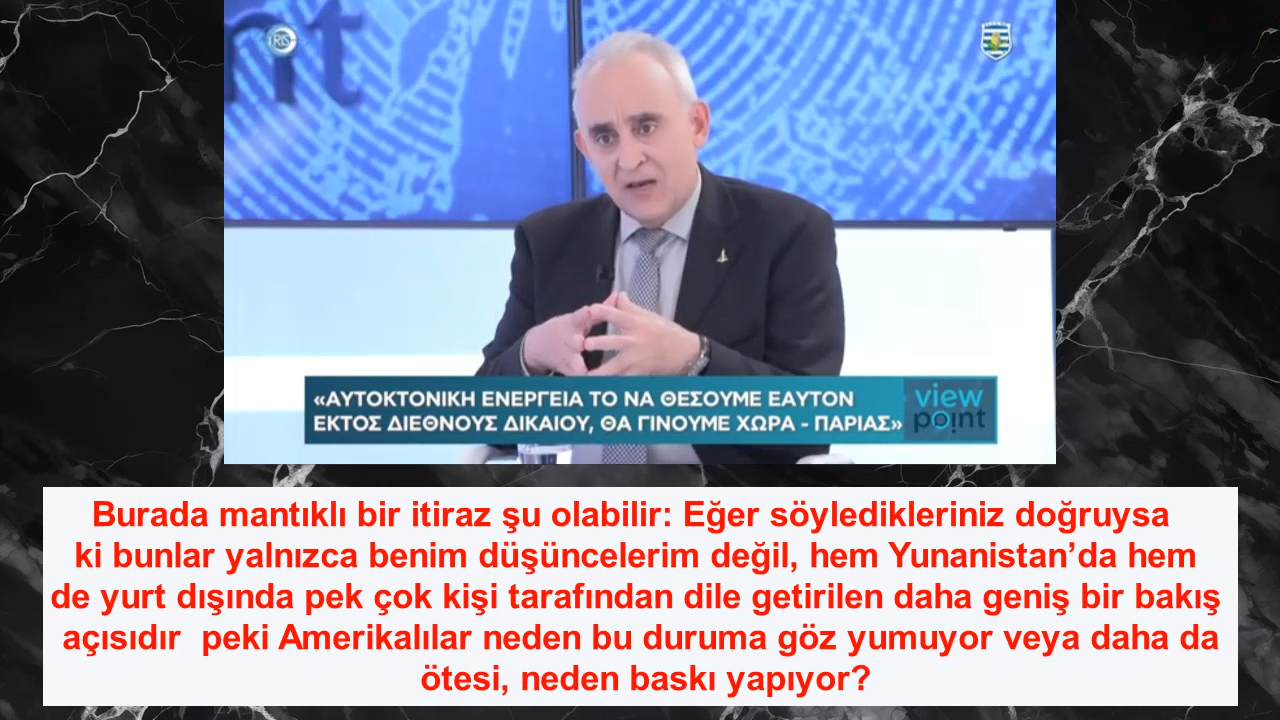 nt
IRIS
«ΑΥΤΟΚΤΟΝΙΚΗ ΕΝΕΡΓΕΙΑ ΤΟ ΝΑ ΘΕΣΟΥΜΕ ΕΑΥΤΟΝ
ΕΚΤΟΣ ΔΙΕΘΝΟΥΣ ΔΙΚΑΙΟΥ, ΘΑ ΓΙΝΟΥΜΕ ΧΩΡΑ - ΠΑΡΙΑΣ»
view
point
Burada mantıklı bir itiraz şu olabilir: Eğer söyledikleriniz doğruysa
ki bunlar yalnızca benim düşüncelerim değil, hem Yunanistan’da hem
de yurt dışında pek çok kişi tarafından dile getirilen daha geniş bir bakış
açısıdır  peki Amerikalılar neden bu duruma göz yumuyor veya daha da
ötesi, neden baskı yapıyor?